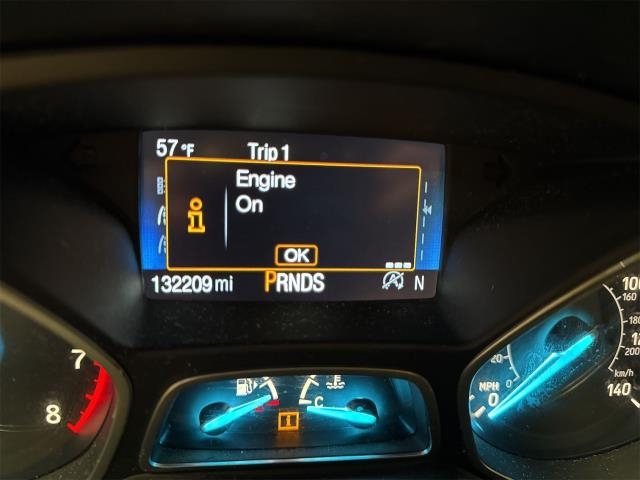 57 °F Trip 1
Engine
On
i
OK
132209 mi PRNDS N
7
8
i
C
20
0
MPH 0
100
160
180
200
km/h
140